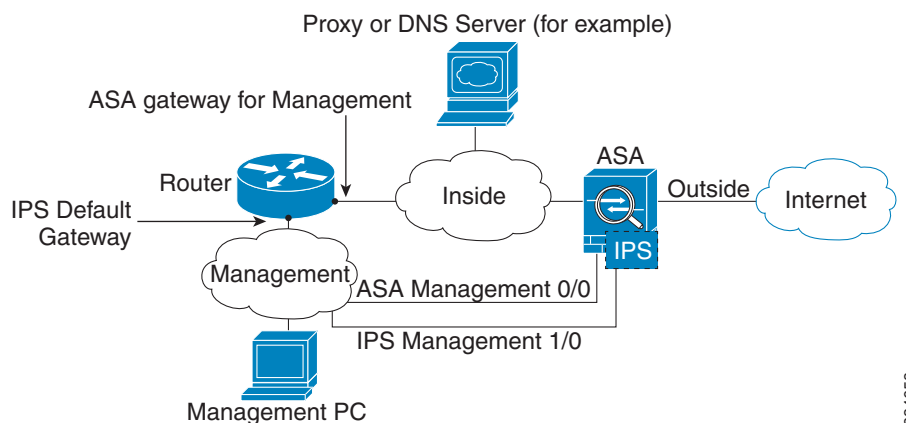 Proxy or DNS Server (for example)
ASA gateway for Management
ASA
Router
Inside
Outside
Internet
IPS Default
Gateway
IPS
Management
ASA Management 0/0
IPS Management 1/0
Management PC